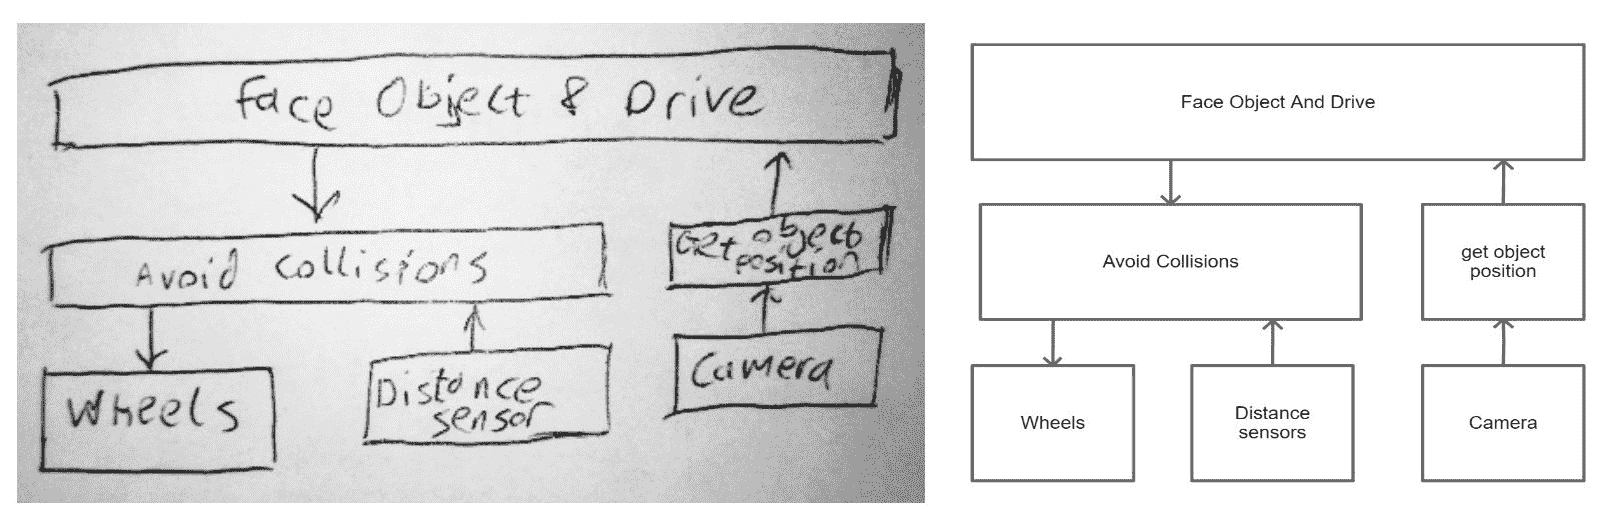 Face Object & Drive
Avoid Collisions
Get object
position
Wheels
Distance
sensor
Camera
Face Object And Drive
Avoid Collisions
get object
position
Wheels
Distance
sensors
Camera